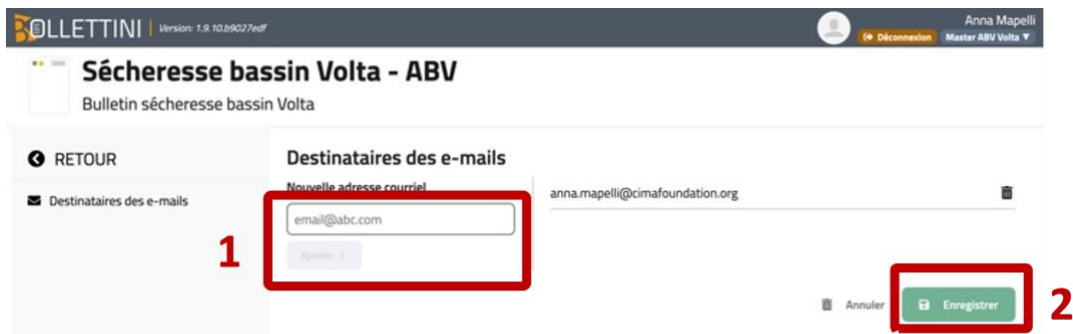 BOLLETTINI | Version: 1.9.10.b9027edf
Anna Mapelli
Déconnexion Master ABV Volta ▼
Sécheresse bassin Volta - ABV
Bulletin sécheresse bassin Volta
RETOUR
Destinataires des e-mails
Destinataires des e-mails
Nouvelle adresse courriel
email@abc.com
Ajouter >
anna.mapelli@cimafoundation.org
1
Annuler
Enregistrer
2